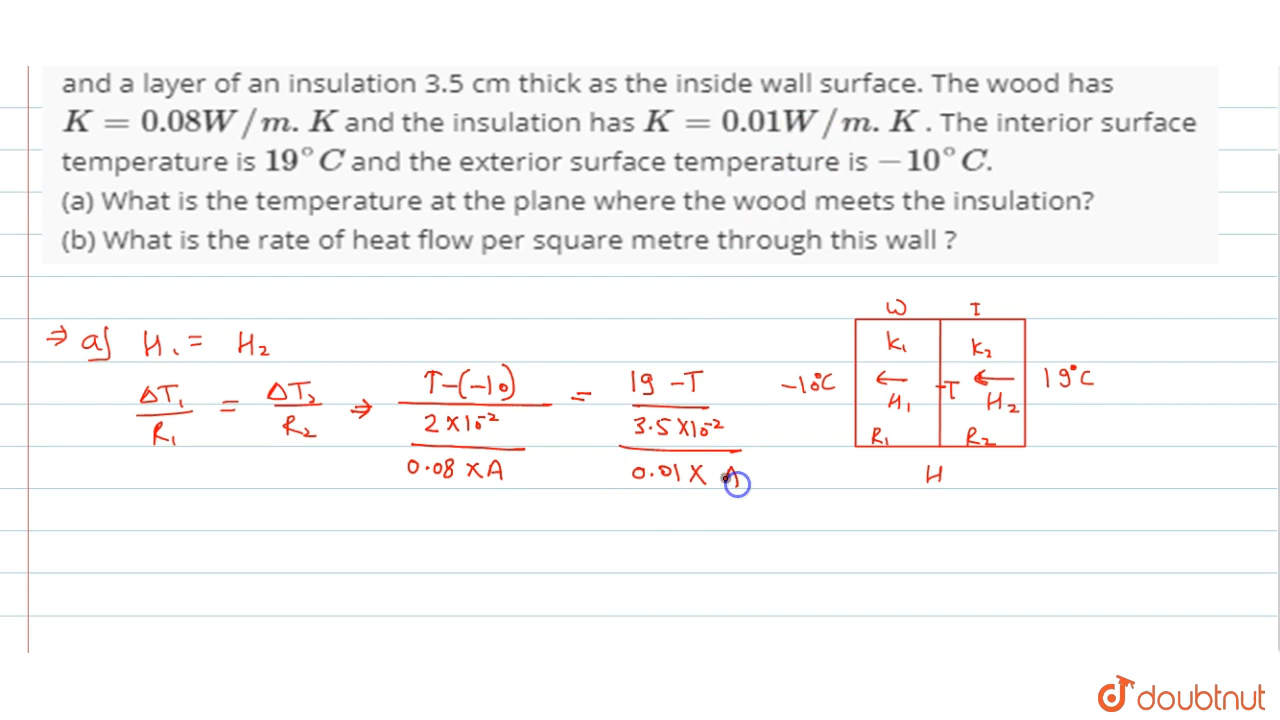 and a layer of an insulation 3.5 cm thick as the inside wall surface. The wood has
K = 0.08W/m. K and the insulation has K = 0.01W/m. K. The interior surface
temperature is 19°C and the exterior surface temperature is −10°C.
(a) What is the temperature at the plane where the wood meets the insulation?
(b) What is the rate of heat flow per square metre through this wall ?
⇒ a) H₁ = H₂
ΔT₁/R₁ = ΔT₂/R₂ ⇒ (T-(-10))/(2×10⁻²/0.08×A) = (19-T)/(3.5×10⁻²/0.01×A)
W I
K₁ K₂
-10°C ← -T ← 19°C
H₁ H₂
R₁ R₂
H
doubtnut